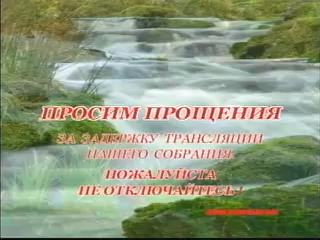 ПРОСИМ ПРОЩЕНИЯ
ЗА ЗАДЕРЖКУ ТРАНСЛЯЦИИ
НАШЕГО СОБРАНИЯ
ПОЖАЛУЙСТА
НЕ ОТКЛЮЧАЙТЕСЬ!